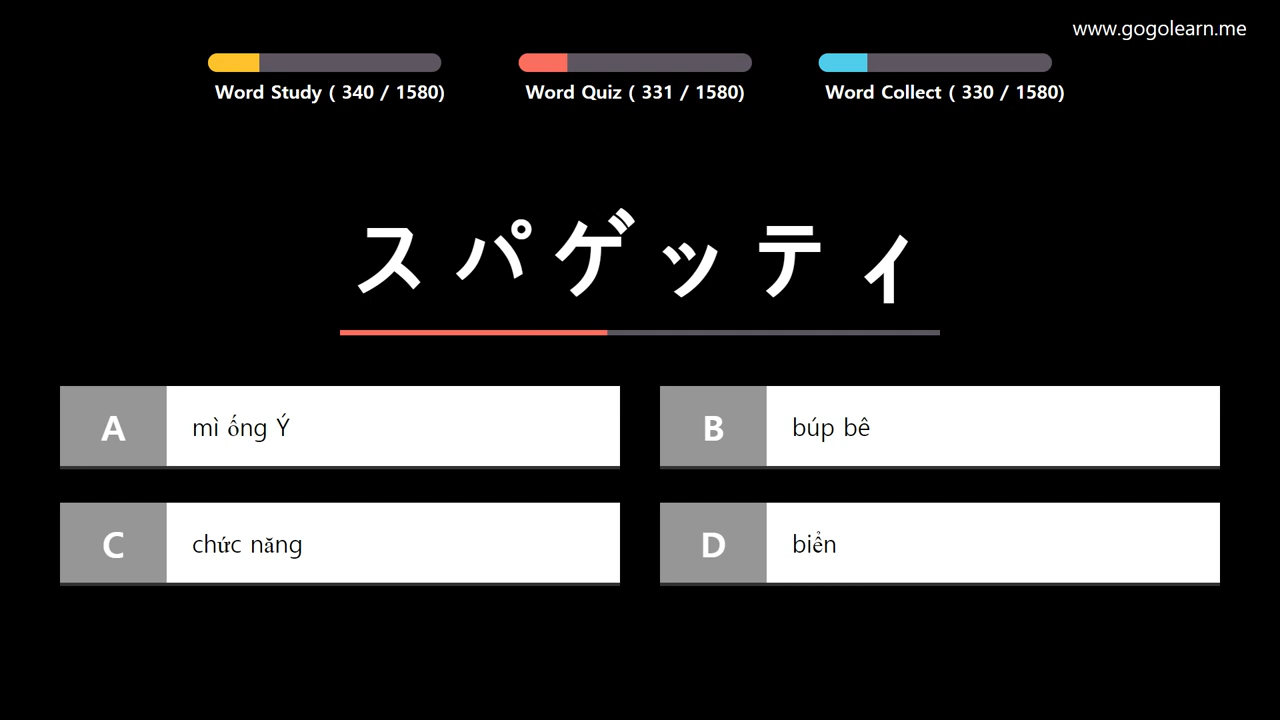 www.gogolearn.me
Word Study ( 340 / 1580)
Word Quiz ( 331 / 1580)
Word Collect ( 330 / 1580)
スパゲッティ
A mì ống Ý
B búp bê
C chức năng
D biển